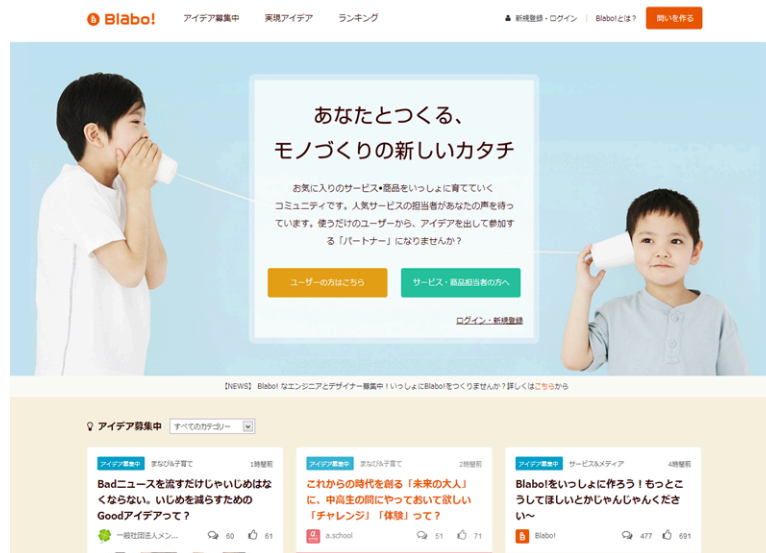 Blabo!
アイデア募集中
実現アイデア
ランキング
新規登録・ログイン
Blabo!とは?
問いを作る
あなたとつくる、
モノづくりの新しいカタチ
お気に入りのサービス•商品をいっしょに育てていく
コミュニティです。人気サービスの担当者があなたの声を待っ
ています。使うだけのユーザーから、アイデアを出して参加す
る「パートナー」になりませんか?
ユーザーの方はこちら
サービス・商品担当者の方へ
ログイン・新規登録
【NEWS】 Blabo! なエンジニアとデザイナー募集中!いっしょにBlabo!をつくりませんか?詳しくはこちらから
アイデア募集中
すべてのカテゴリー
アイデア募集中 まなび&子育て 1時間前
Badニュースを流すだけじゃいじめはな
くならない。いじめを減らすための
Goodアイデアって?
一般社団法人メン... 60 61
アイデア募集中 まなび&子育て 2時間前
これからの時代を創る「未来の大人」
に、中高生の間にやっておいて欲しい
「チャレンジ」「体験」って?
a.school 51 71
アイデア募集中 サービス&メディア 4時間前
Blabo!をいっしょに作ろう!もっとこ
うしてほしいとかじゃんじゃんくださ
い～
Blabo! 477 691